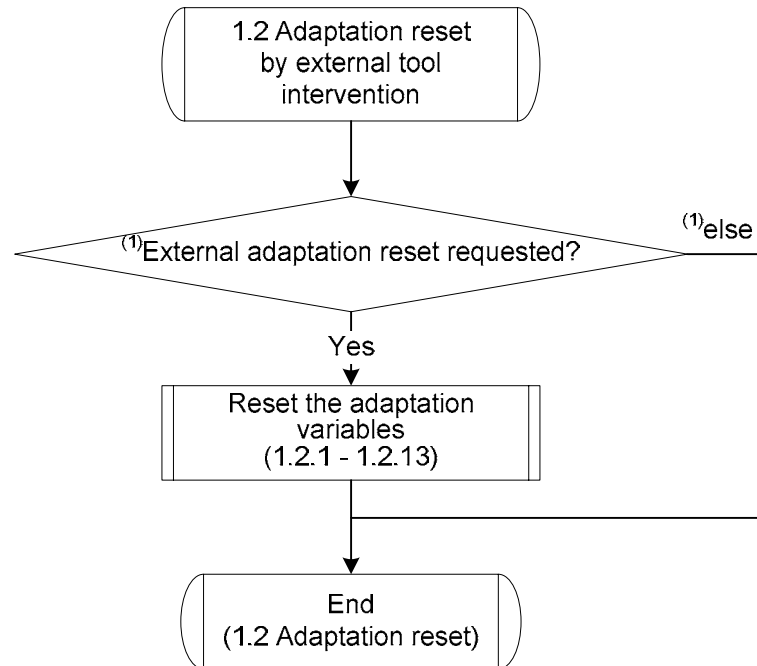 1.2 Adaptation reset
by external tool
intervention
(1)External adaptation reset requested?
(1)else
Yes
Reset the adaptation
variables
(1.2.1 - 1.2.13)
End
(1.2 Adaptation reset)